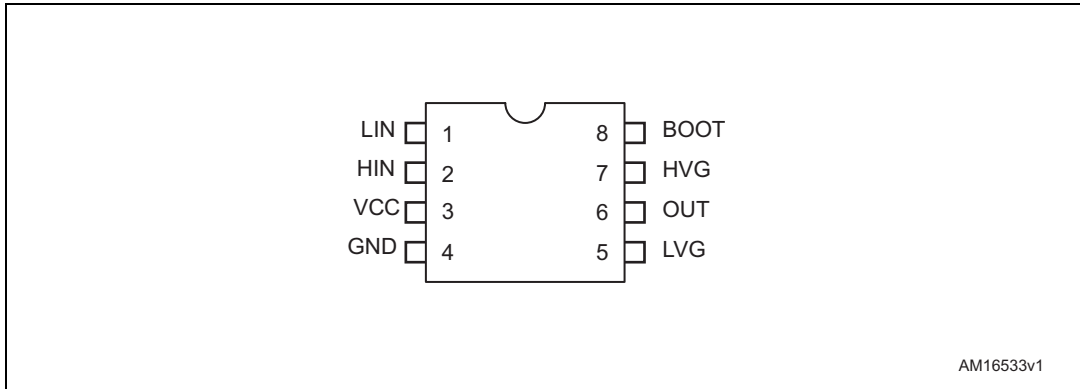 LIN 1 8 BOOT
HIN 2 7 HVG
VCC 3 6 OUT
GND 4 5 LVG
AM16533v1